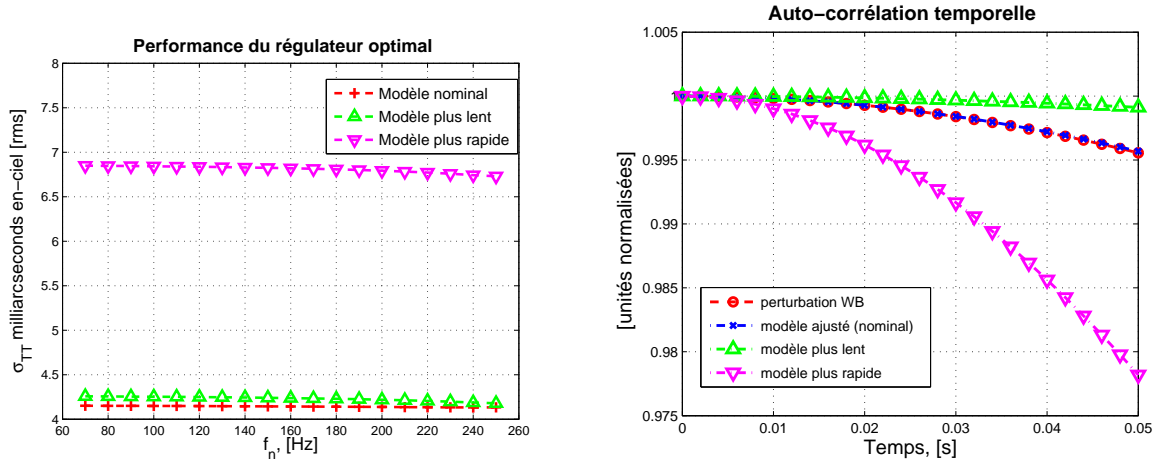 Performance du régulateur optimal
8
7.5
7
6.5
6
5.5
5
4.5
4
σTT milliarcseconds en−ciel [rms]
Modèle nominal
Modèle plus lent
Modèle plus rapide
60 80 100 120 140 160 180 200 220 240 260
fn, [Hz]
Auto−corrélation temporelle
1.005
1
0.995
0.99
0.985
0.98
0.975
[unités normalisées]
perturbation WB
modèle ajusté (nominal)
modèle plus lent
modèle plus rapide
0 0.01 0.02 0.03 0.04 0.05
Temps, [s]